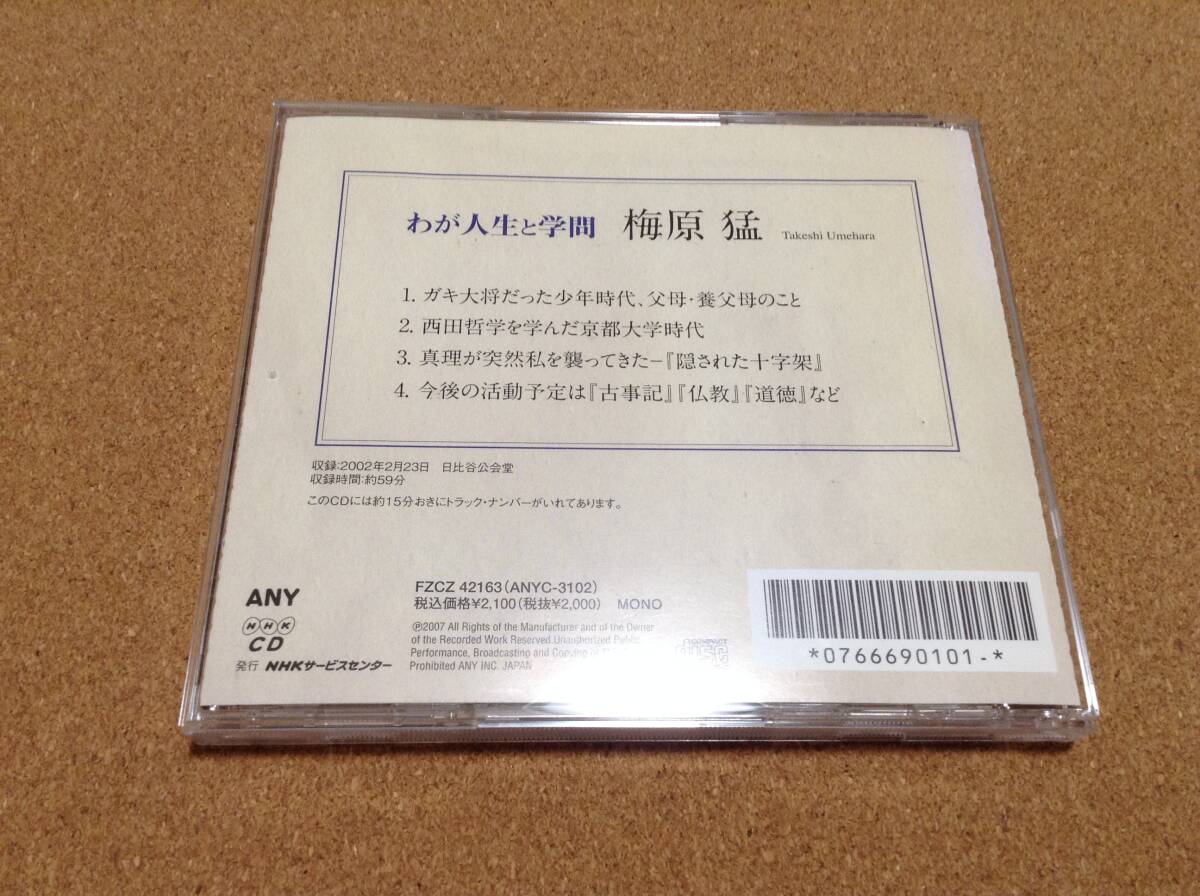 わが人生と学問 梅原 猛 Takeshi Umehara
1. ガキ大将だった少年時代、父母・養父母のこと
2. 西田哲学を学んだ京都大学時代
3. 真理が突然私を襲ってきた−『隠された十字架』
4. 今後の活動予定は『古事記』『仏教』『道徳』など
収録:2002年2月23日 日比谷公会堂
収録時間:約59分
このCDには約15分おきにトラック・ナンバーがいれてあります。
ANY
NHK
CD
発行 NHKサービスセンター
FZCZ 42163(ANYC-3102)
税込価格¥2,100(税抜¥2,000) MONO
℗2007 All Rights of the Manufacturer and of the Owner
of the Recorded Work Reserved.Unauthorized Public
Performance, Broadcasting and Copying of
Prohibited ANY INC. JAPAN
COMPACT
DISC
*0766690101-*